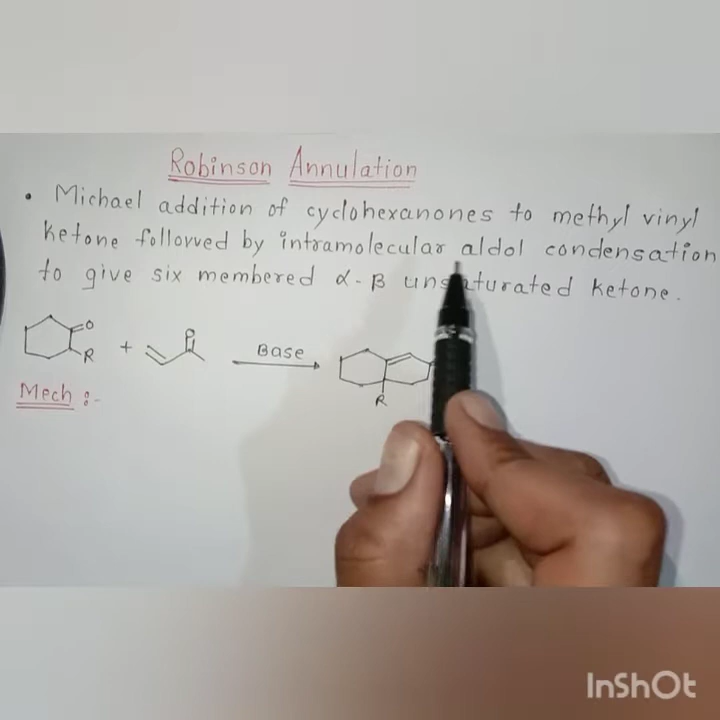 Robinson Annulation
• Michael addition of cyclohexanones to methyl vinyl
ketone followed by intramolecular aldol condensation
to give six membered α-β unsaturated ketone.
O
R
+
O
Base
R
Mech :-
InShOt